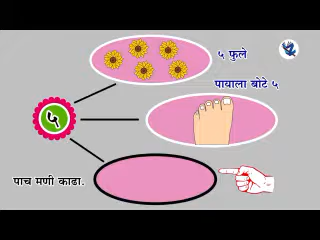 ५ फुले
पायाला बोटे ५
५
पाच मणी काढा.